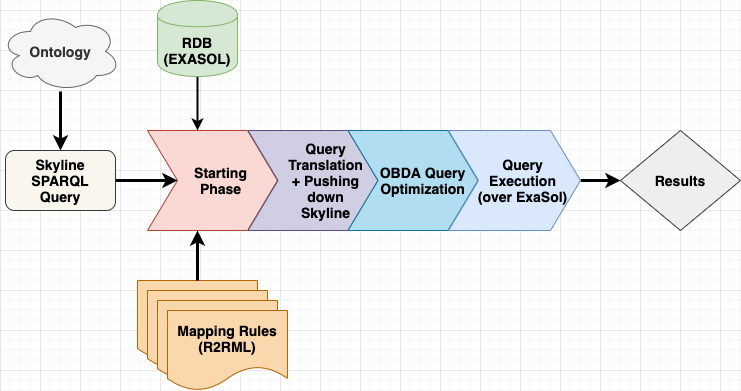 Ontology
RDB
(EXASOL)
Skyline
SPARQL
Query
Starting
Phase
Query
Translation
+ Pushing
down
Skyline
OBDA Query
Optimization
Query
Execution
(over ExaSol)
Results
Mapping Rules
(R2RML)